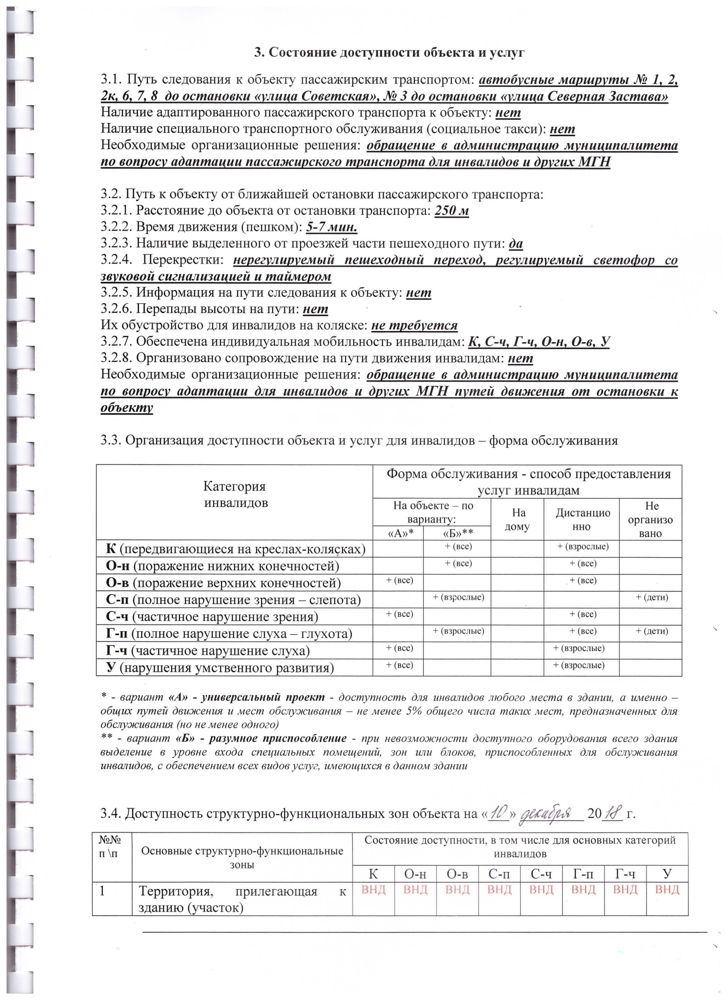 3. Состояние доступности объекта и услуг
3.1. Путь следования к объекту пассажирским транспортом: автобусные маршруты № 1, 2,
2к, 6, 7, 8 до остановки «улица Советская», № 3 до остановки «улица Северная Застава»
Наличие адаптированного пассажирского транспорта к объекту: нет
Наличие специального транспортного обслуживания (социальное такси): нет
Необходимые организационные решения: обращение в администрацию муниципалитета
по вопросу адаптации пассажирского транспорта для инвалидов и других МГН
3.2. Путь к объекту от ближайшей остановки пассажирского транспорта:
3.2.1. Расстояние до объекта от остановки транспорта: 250 м
3.2.2. Время движения (пешком): 5-7 мин.
3.2.3. Наличие выделенного от проезжей части пешеходного пути: да
3.2.4. Перекрестки: нерегулируемый пешеходный переход, регулируемый светофор со
звуковой сигнализацией и таймером
3.2.5. Информация на пути следования к объекту: нет
3.2.6. Перепады высоты на пути: нет
Их обустройство для инвалидов на коляске: не требуется
3.2.7. Обеспечена индивидуальная мобильность инвалидам: К, С-ч, Г-ч, О-н, О-в, У
3.2.8. Организовано сопровождение на пути движения инвалидам: нет
Необходимые организационные решения: обращение в администрацию муниципалитета
по вопросу адаптации для инвалидов и других МГН путей движения от остановки к
объекту
3.3. Организация доступности объекта и услуг для инвалидов – форма обслуживания
Категория
инвалидов
Форма обслуживания - способ предоставления
услуг инвалидам
На объекте – по
варианту:
«А»* «Б»**
На
дому
Дистанцио
нно
Не
организо
вано
К (передвигающиеся на креслах-колясках) + (все) + (взрослые)
О-н (поражение нижних конечностей) + (все) + (все)
О-в (поражение верхних конечностей) + (все) + (все)
С-п (полное нарушение зрения – слепота) + (взрослые) + (дети)
С-ч (частичное нарушение зрения) + (все) + (все)
Г-п (полное нарушение слуха – глухота) + (взрослые) + (все) + (дети)
Г-ч (частичное нарушение слуха) + (все) + (взрослые)
У (нарушения умственного развития) + (все) + (взрослые)
* - вариант «А» - универсальный проект - доступность для инвалидов любого места в здании, а именно –
общих путей движения и мест обслуживания – не менее 5% общего числа таких мест, предназначенных для
обслуживания (но не менее одного)
** - вариант «Б» - разумное приспособление - при невозможности доступного оборудования всего здания
выделение в уровне входа специальных помещений, зон или блоков, приспособленных для обслуживания
инвалидов, с обеспечением всех видов услуг, имеющихся в данном здании
3.4. Доступность структурно-функциональных зон объекта на «10» декабря 2018 г.
№№
п \п
Основные структурно-функциональные
зоны
Состояние доступности, в том числе для основных категорий
инвалидов
К О-н О-в С-п С-ч Г-п Г-ч У
1 Территория, прилегающая к ВНД ВНД ВНД ВНД ВНД ВНД ВНД ВНД
зданию (участок)